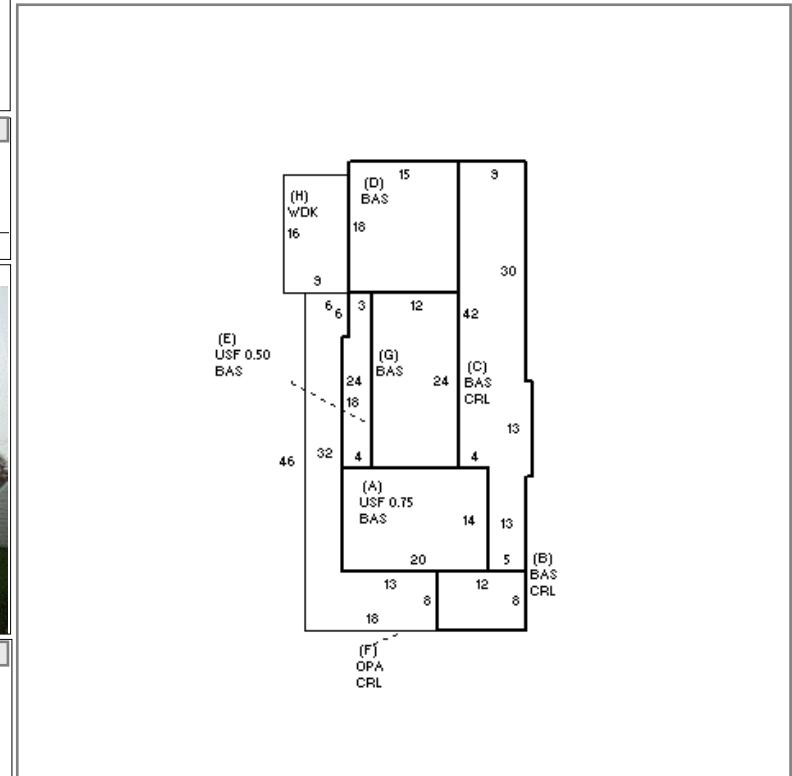 15
9
(D)
BAS
(H)
WDK
16
18
9
30
6
6
3
12
42
(E)
USF 0.50
BAS
(G)
BAS
(C)
BAS
CRL
24
24
18
13
46
32
4
4
(A)
USF 0.75
BAS
14
13
20
5
(B)
BAS
CRL
13
12
8
8
18
(F)
OPA
CRL